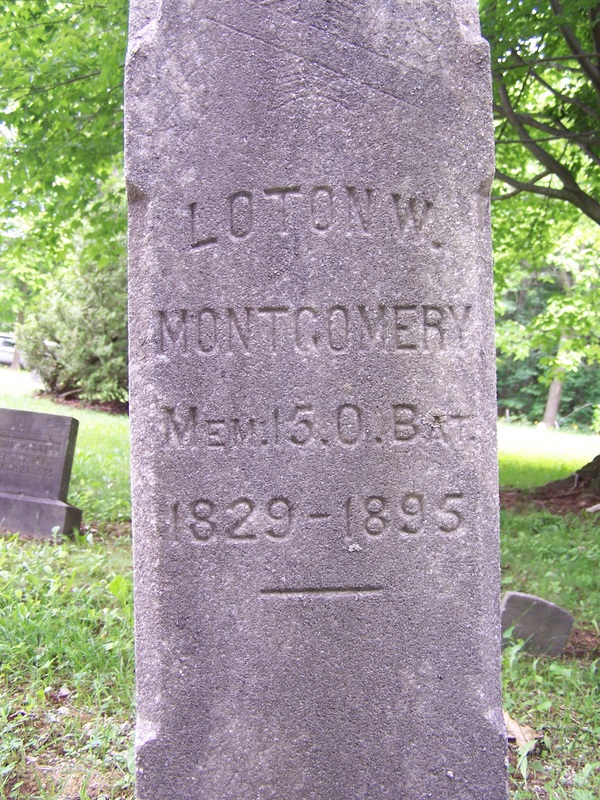 LOTON W.
MONTGOMERY
MEM. 15. O. BAT.
1829-1895